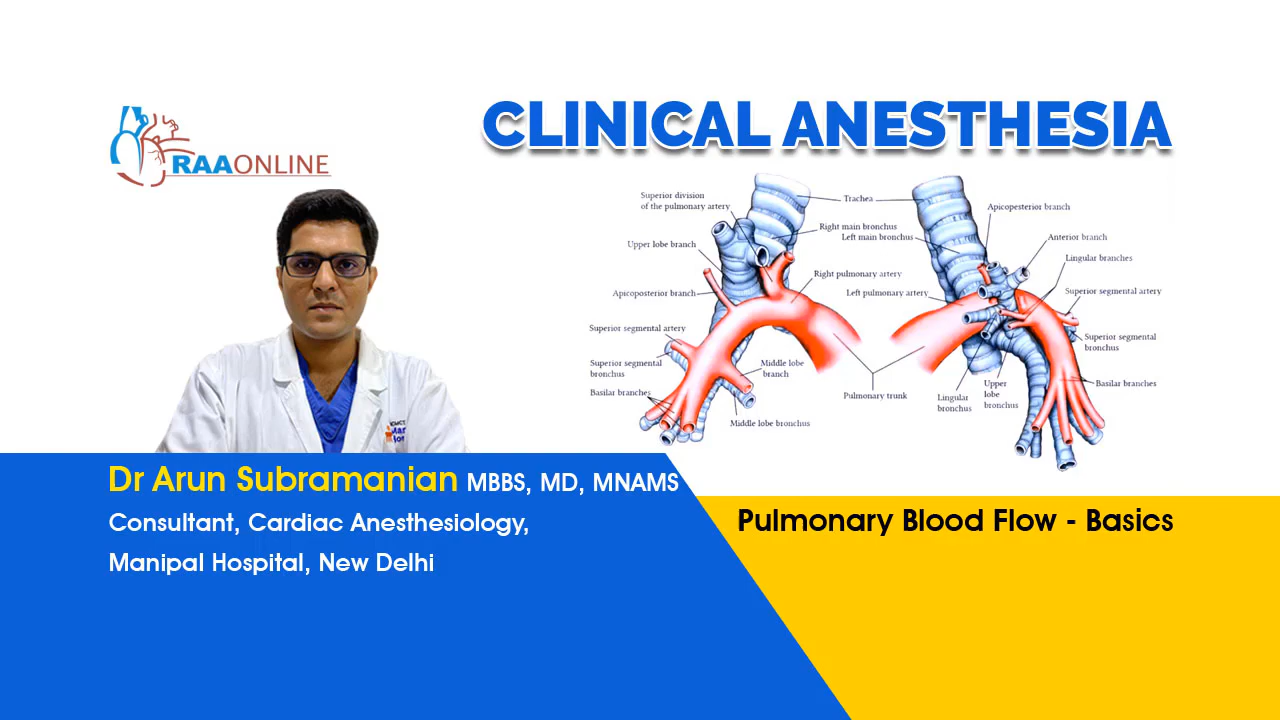 RAAONLINE
CLINICAL ANESTHESIA
Superior division
of the pulmonary artery
Trachea
Apicoposterior branch
Right main bronchus
Left main bronchus
Anterior branch
Upper lobe branch
Lingular branches
Right pulmonary artery
Apicoposterior branch
Left pulmonary artery
Superior segmental artery
Superior segmental artery
Superior segmental
bronchus
Superior segmental
bronchus
Middle lobe
branch
Basilar branches
Pulmonary trunk
Lingular
bronchus
Upper
lobe
bronchus
Basilar branches
Middle lobe bronchus
Dr Arun Subramanian MBBS, MD, MNAMS
Consultant, Cardiac Anesthesiology,
Manipal Hospital, New Delhi
Pulmonary Blood Flow - Basics